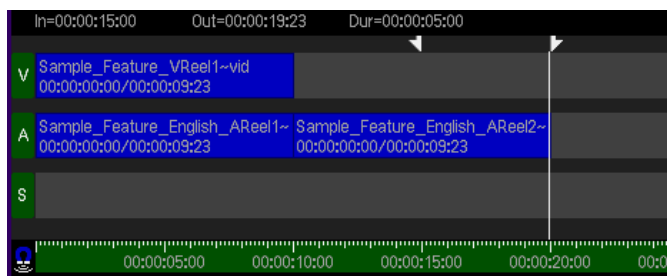 In=00:00:15:00 Out=00:00:19:23 Dur=00:00:05:00
V Sample_Feature_VReel1~vid
00:00:00:00/00:00:09:23
A Sample_Feature_English_AReel1~ Sample_Feature_English_AReel2~
00:00:00:00/00:00:09:23 00:00:00:00/00:00:09:23
S
00:00:05:00 00:00:10:00 00:00:15:00 00:00:20:00 00:0